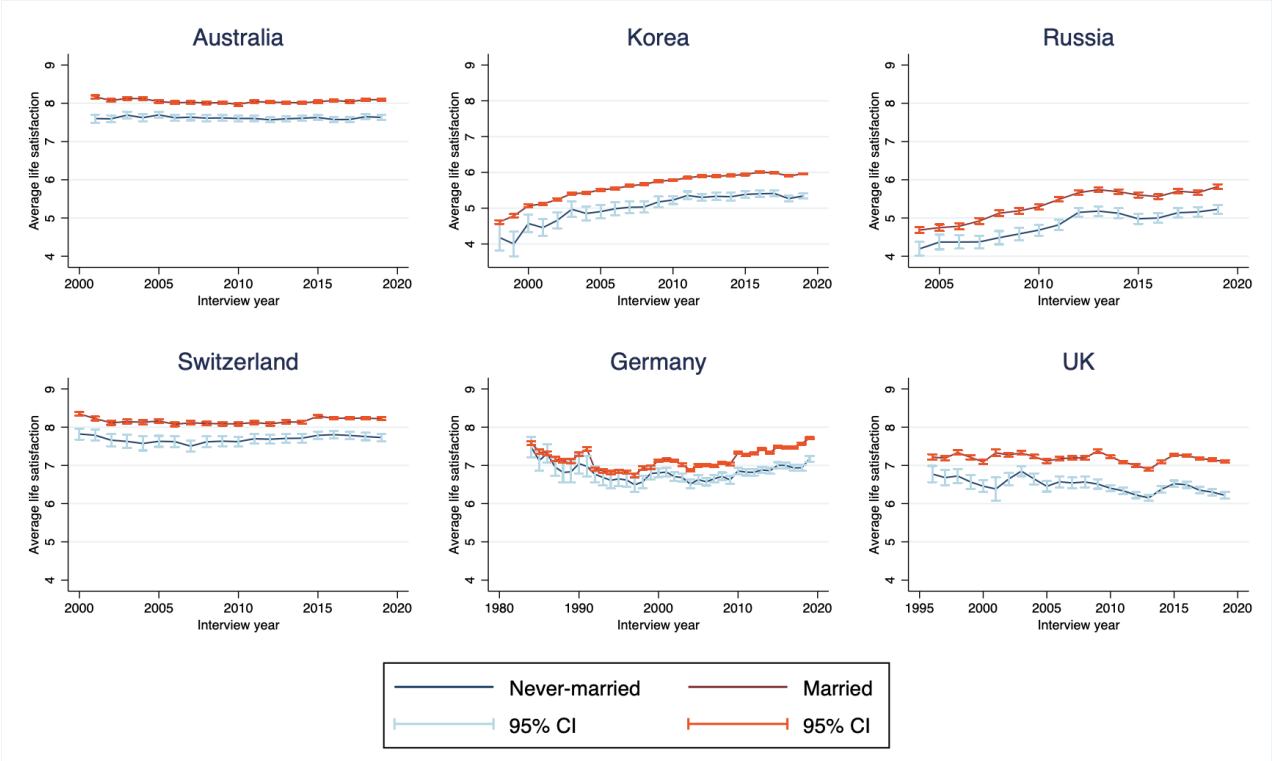 Australia
Korea
Russia
9
8
7
6
5
4
Average life satisfaction
2000 2005 2010 2015 2020
Interview year
9
8
7
6
5
4
Average life satisfaction
2000 2005 2010 2015 2020
Interview year
9
8
7
6
5
4
Average life satisfaction
2005 2010 2015 2020
Interview year
Switzerland
Germany
UK
9
8
7
6
5
4
Average life satisfaction
2000 2005 2010 2015 2020
Interview year
9
8
7
6
5
4
Average life satisfaction
1980 1990 2000 2010 2020
Interview year
9
8
7
6
5
4
Average life satisfaction
1995 2000 2005 2010 2015 2020
Interview year
Never-married
Married
95% CI
95% CI